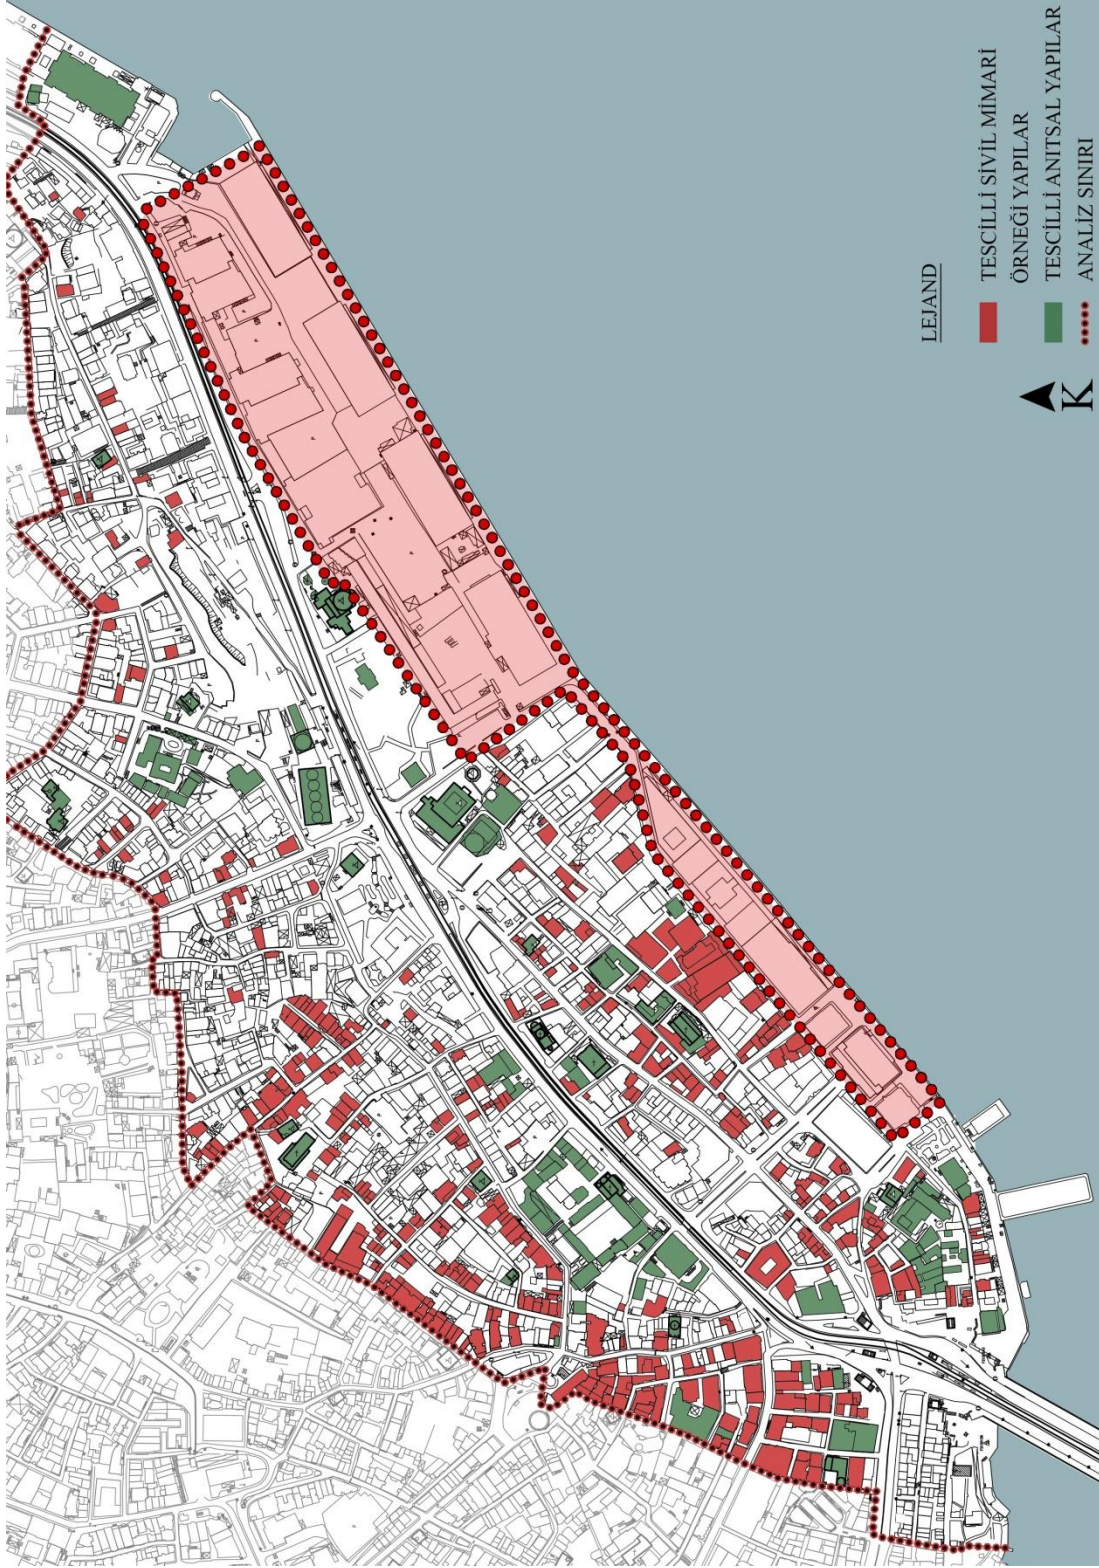 LEJAND
TESCİLLİ SİVİL MİMARİ
ÖRNEĞİ YAPILAR
TESCİLLİ ANITSAL YAPILAR
ANALİZ SINIRI
K